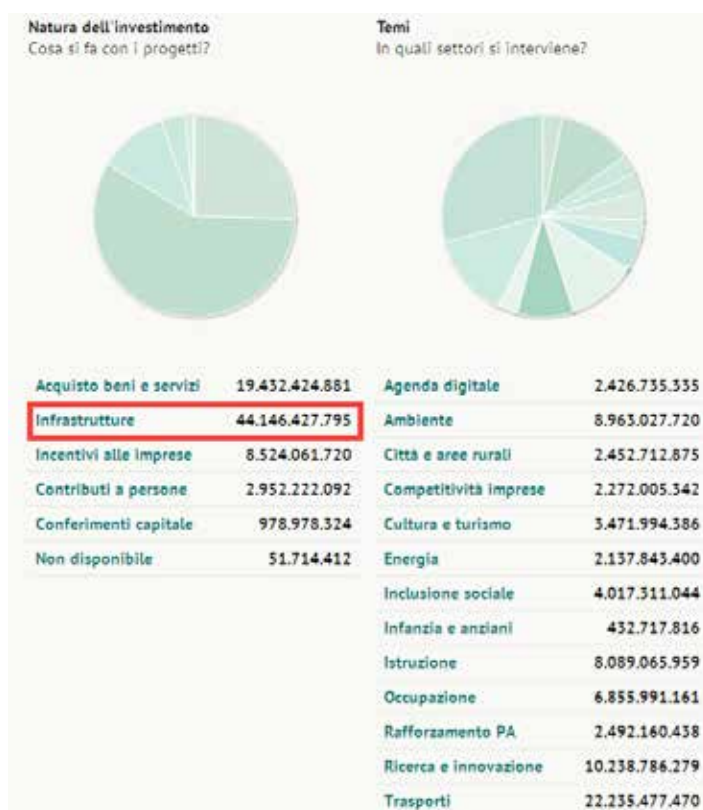 Natura dell'investimento
Cosa si fa con i progetti?
Acquisto beni e servizi 19.432.424.881
Infrastrutture 44.146.427.795
Incentivi alle imprese 8.524.061.720
Contributi a persone 2.952.222.092
Conferimenti capitale 978.978.324
Non disponibile 51.714.412
Temi
In quali settori si interviene?
Agenda digitale 2.426.735.335
Ambiente 8.963.027.720
Città e aree rurali 2.452.712.875
Competitività imprese 2.272.005.342
Cultura e turismo 3.471.994.386
Energia 2.137.843.400
Inclusione sociale 4.017.311.044
Infanzia e anziani 432.717.816
Istruzione 8.089.065.959
Occupazione 6.855.991.161
Rafforzamento PA 2.492.160.438
Ricerca e innovazione 10.238.786.279
Trasporti 22.235.477.470